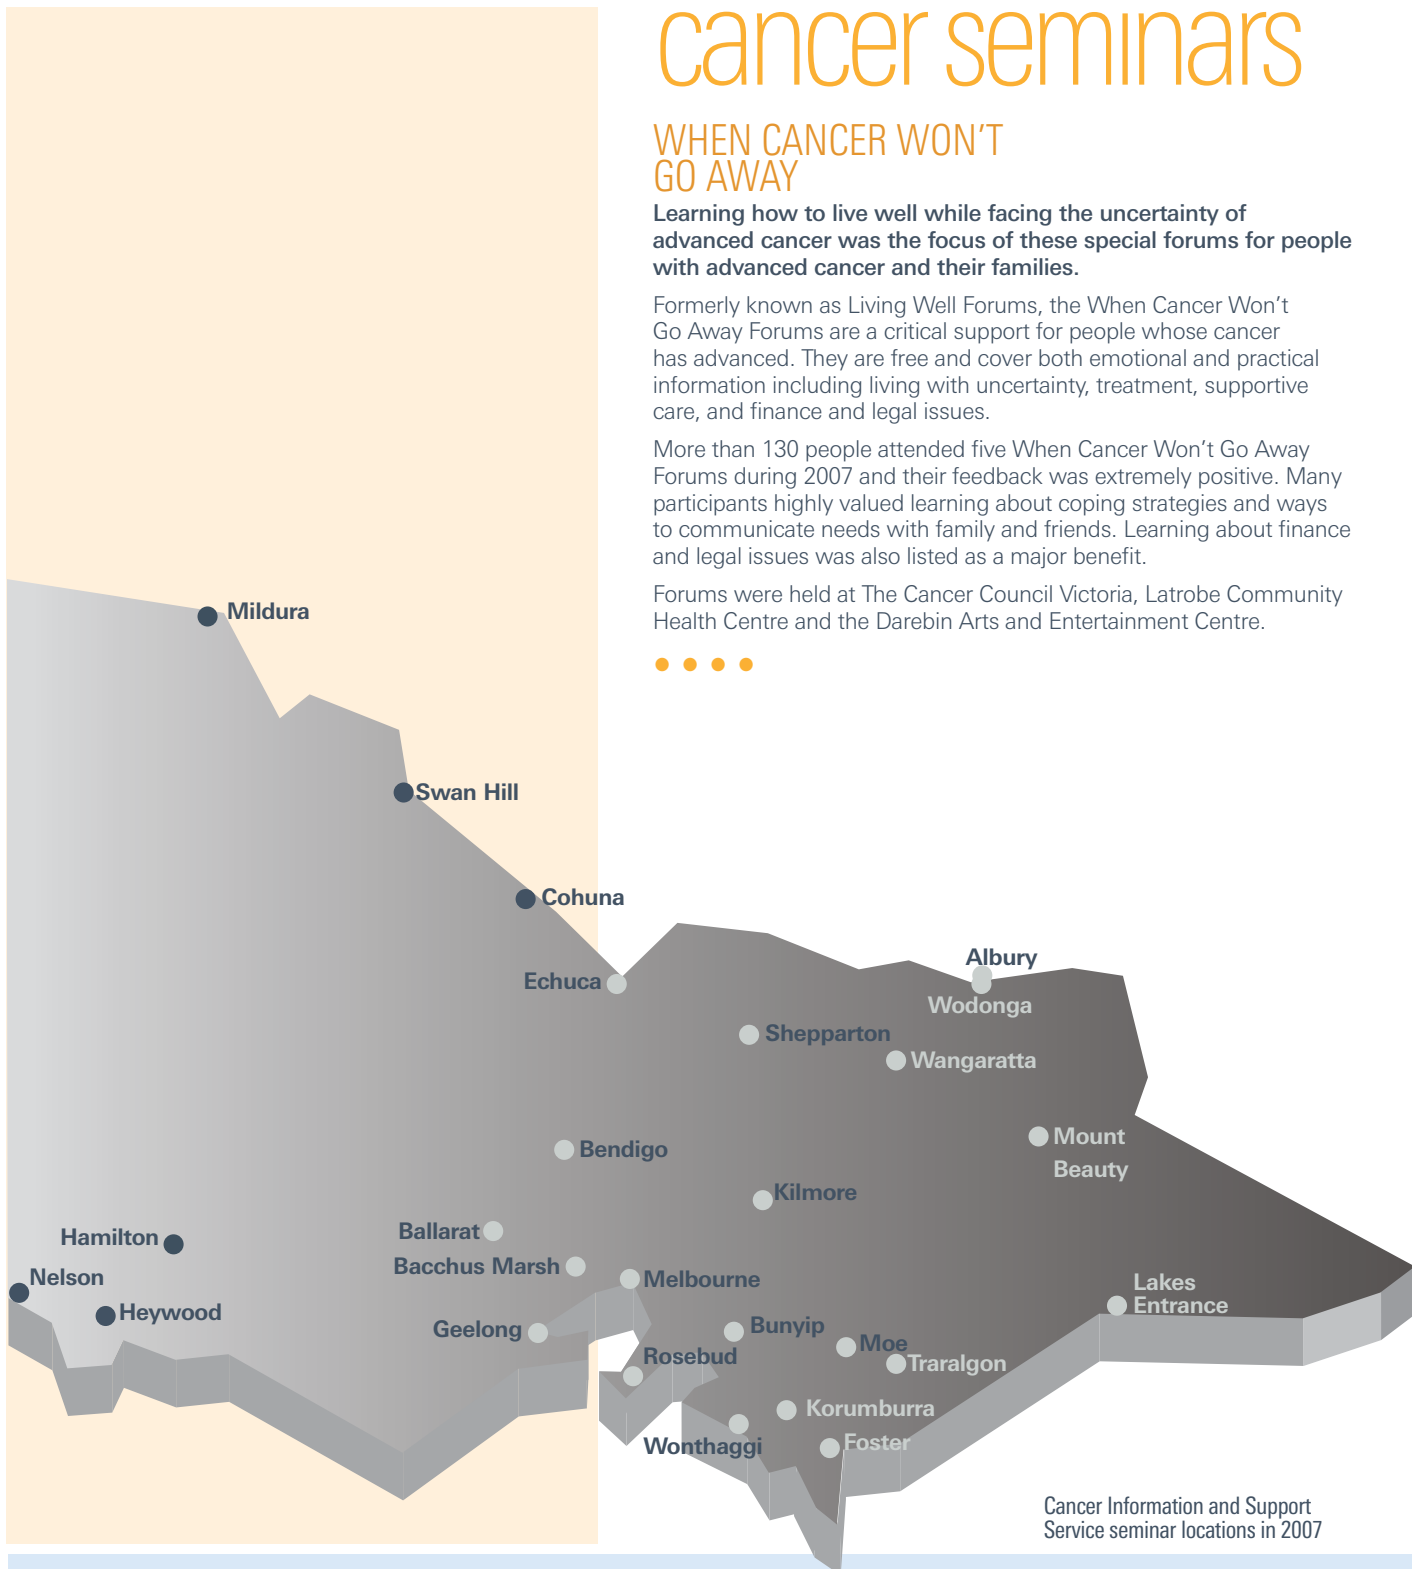 cancer seminars
WHEN CANCER WON'T
GO AWAY
Learning how to live well while facing the uncertainty of
advanced cancer was the focus of these special forums for people
with advanced cancer and their families.
Formerly known as Living Well Forums, the When Cancer Won't
Go Away Forums are a critical support for people whose cancer
has advanced. They are free and cover both emotional and practical
information including living with uncertainty, treatment, supportive
care, and finance and legal issues.
More than 130 people attended five When Cancer Won't Go Away
Forums during 2007 and their feedback was extremely positive. Many
participants highly valued learning about coping strategies and ways
to communicate needs with family and friends. Learning about finance
and legal issues was also listed as a major benefit.
Forums were held at The Cancer Council Victoria, Latrobe Community
Health Centre and the Darebin Arts and Entertainment Centre.
Mildura
Swan Hill
Cohuna
Echuca
Albury
Wodonga
Shepparton
Wangaratta
Mount
Beauty
Bendigo
Kilmore
Ballarat
Hamilton
Bacchus Marsh
Nelson
Melbourne
Lakes
Entrance
Heywood
Geelong
Bunyip
Moe
Rosebud
Traralgon
Korumburra
Wonthaggi
Foster
Cancer Information and Support
Service seminar locations in 2007